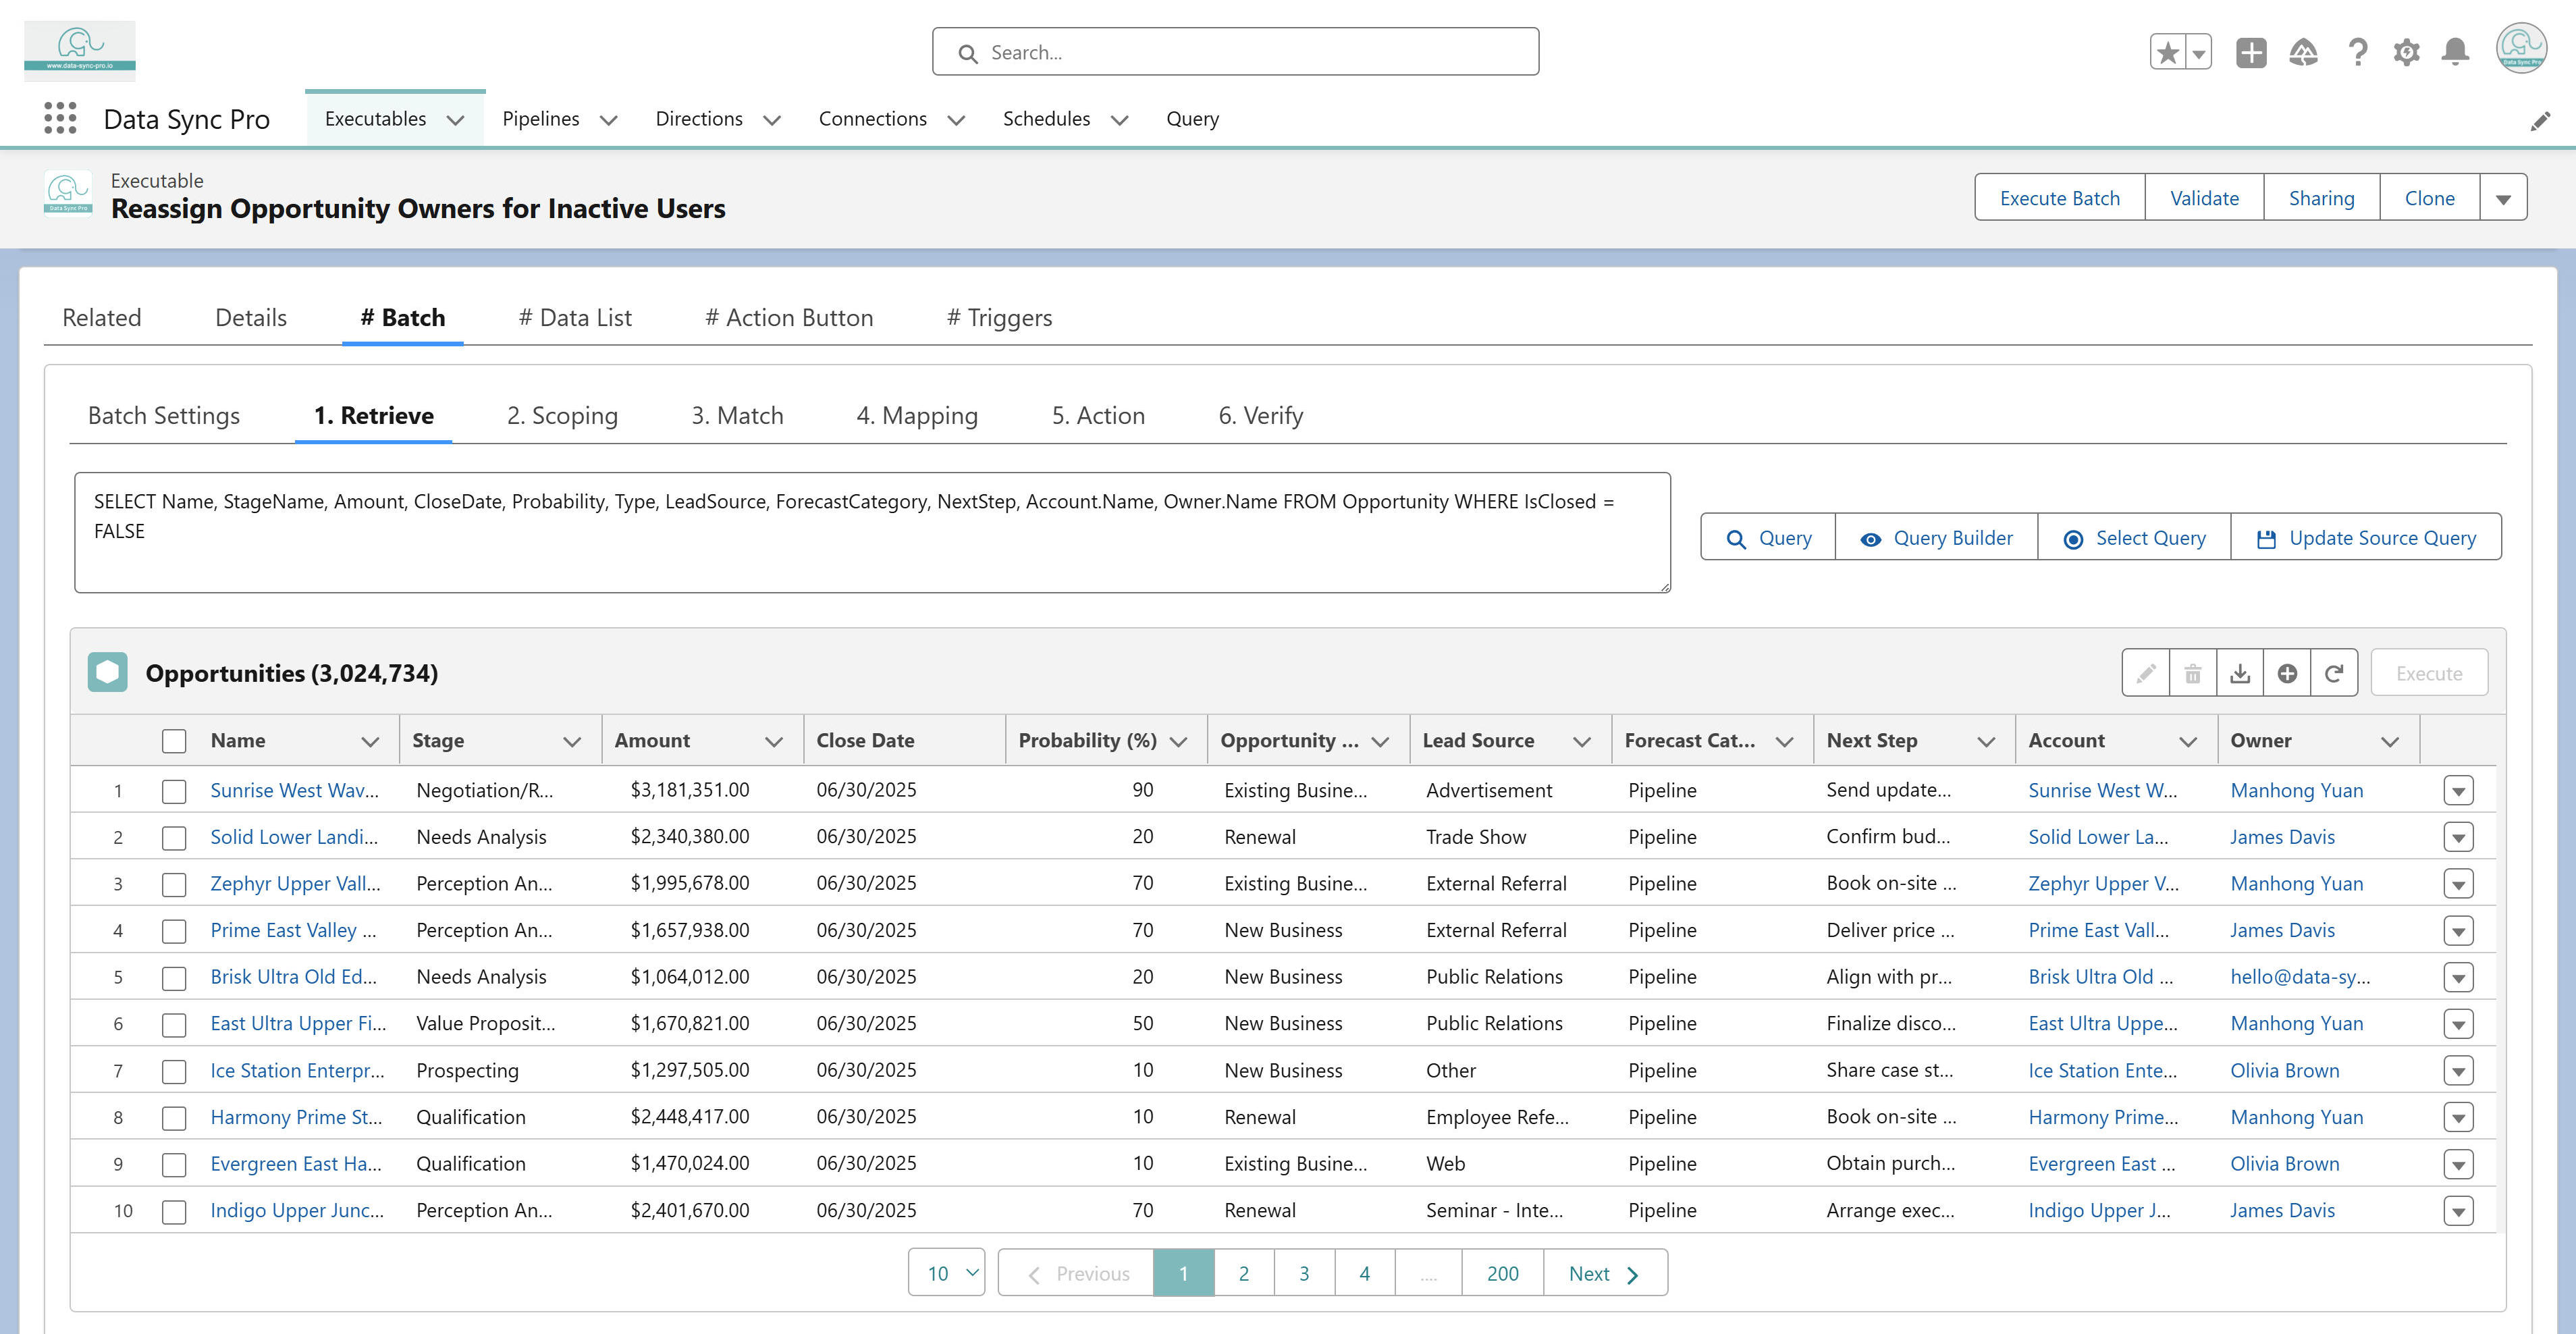 www.data-sync-pro.io
Search...
Data Sync Pro
Data Sync Pro
Executables
Pipelines
Directions
Connections
Schedules
Query
Data Sync Pro
Executable
Reassign Opportunity Owners for Inactive Users
Execute Batch
Validate
Sharing
Clone
Related
Details
# Batch
# Data List
# Action Button
# Triggers
Batch Settings
1. Retrieve
2. Scoping
3. Match
4. Mapping
5. Action
6. Verify
SELECT Name, StageName, Amount, CloseDate, Probability, Type, LeadSource, ForecastCategory, NextStep, Account.Name, Owner.Name FROM Opportunity WHERE IsClosed =
FALSE
Query
Query Builder
Select Query
Update Source Query
Opportunities (3,024,734)
Execute
Name Stage Amount Close Date Probability (%) Opportunity ... Lead Source Forecast Cat... Next Step Account Owner
1 Sunrise West Wav... Negotiation/R... $3,181,351.00 06/30/2025 90 Existing Busine... Advertisement Pipeline Send update... Sunrise West W... Manhong Yuan
2 Solid Lower Landi... Needs Analysis $2,340,380.00 06/30/2025 20 Renewal Trade Show Pipeline Confirm bud... Solid Lower La... James Davis
3 Zephyr Upper Vall... Perception An... $1,995,678.00 06/30/2025 70 Existing Busine... External Referral Pipeline Book on-site ... Zephyr Upper V... Manhong Yuan
4 Prime East Valley ... Perception An... $1,657,938.00 06/30/2025 70 New Business External Referral Pipeline Deliver price ... Prime East Vall... James Davis
5 Brisk Ultra Old Ed... Needs Analysis $1,064,012.00 06/30/2025 20 New Business Public Relations Pipeline Align with pr... Brisk Ultra Old ... hello@data-sy...
6 East Ultra Upper Fi... Value Proposit... $1,670,821.00 06/30/2025 50 New Business Public Relations Pipeline Finalize disco... East Ultra Uppe... Manhong Yuan
7 Ice Station Enterpr... Prospecting $1,297,505.00 06/30/2025 10 New Business Other Pipeline Share case st... Ice Station Ente... Olivia Brown
8 Harmony Prime St... Qualification $2,448,417.00 06/30/2025 10 Renewal Employee Refe... Pipeline Book on-site ... Harmony Prime... Manhong Yuan
9 Evergreen East Ha... Qualification $1,470,024.00 06/30/2025 10 Existing Busine... Web Pipeline Obtain purch... Evergreen East ... Olivia Brown
10 Indigo Upper Junc... Perception An... $2,401,670.00 06/30/2025 70 Renewal Seminar - Inte... Pipeline Arrange exec... Indigo Upper J... James Davis
10 Previous 1 2 3 4 .... 200 Next